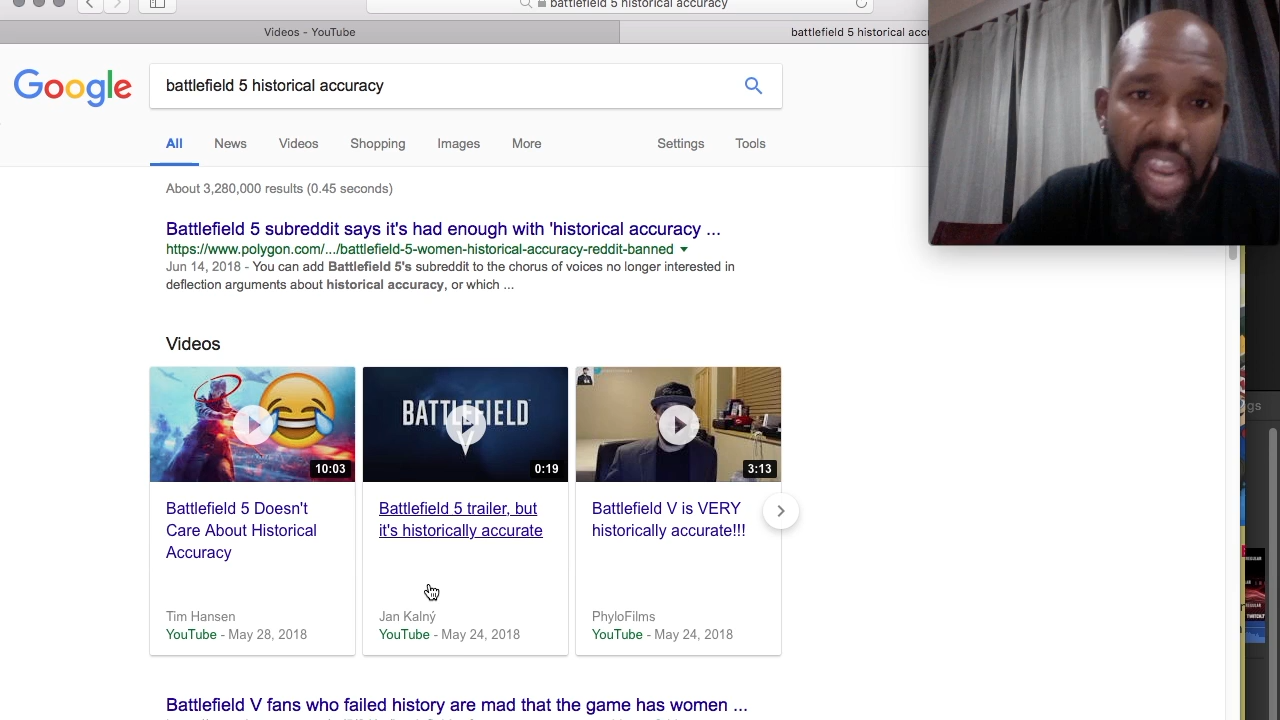 battlefield 5 historical accuracy
Videos - YouTube
battlefield 5 historical acc
Google
battlefield 5 historical accuracy
All News Videos Shopping Images More Settings Tools
About 3,280,000 results (0.45 seconds)
Battlefield 5 subreddit says it's had enough with 'historical accuracy ...
https://www.polygon.com/.../battlefield-5-women-historical-accuracy-reddit-banned
Jun 14, 2018 - You can add Battlefield 5's subreddit to the chorus of voices no longer interested in
deflection arguments about historical accuracy, or which ...
Videos
10:03
Battlefield 5 Doesn't
Care About Historical
Accuracy
Tim Hansen
YouTube - May 28, 2018
BATTLEFIELD
V
0:19
Battlefield 5 trailer, but
it's historically accurate
Jan Kalný
YouTube - May 24, 2018
3:13
Battlefield V is VERY
historically accurate!!!
PhyloFilms
YouTube - May 24, 2018
Battlefield V fans who failed history are mad that the game has women ...
gs